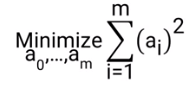 Minimize ∑(aᵢ)²
a₀,...,aₘ i=1 m